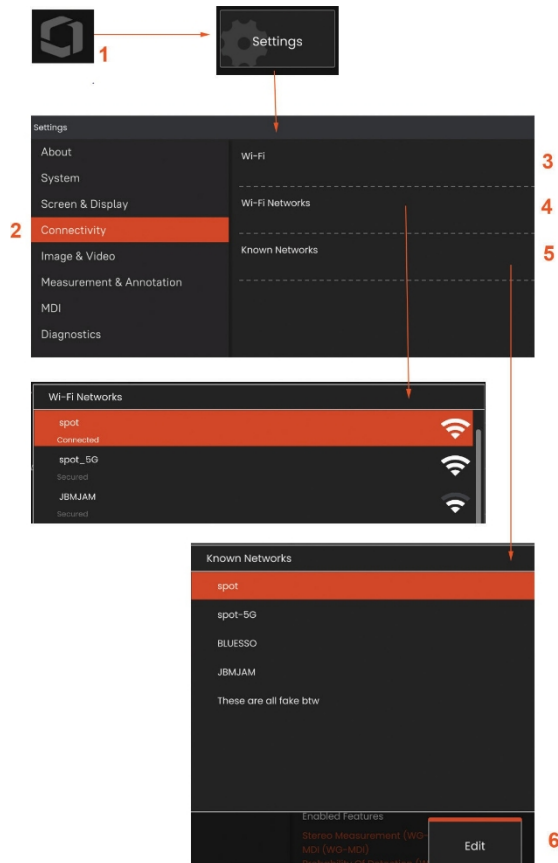 1
Settings
Settings
About
System
Screen & Display
2 Connectivity
Image & Video
Measurement & Annotation
MDI
Diagnostics
Wi-Fi 3
Wi-Fi Networks 4
Known Networks 5
Wi-Fi Networks
spot
Connected
spot_5G
Secured
JBMJAM
Secured
Known Networks
spot
spot-5G
BLUESSO
JBMJAM
These are all fake btw
Enabled Features
Stereo Measurement (WG-
MDI (WG-MDI)
Edit 6